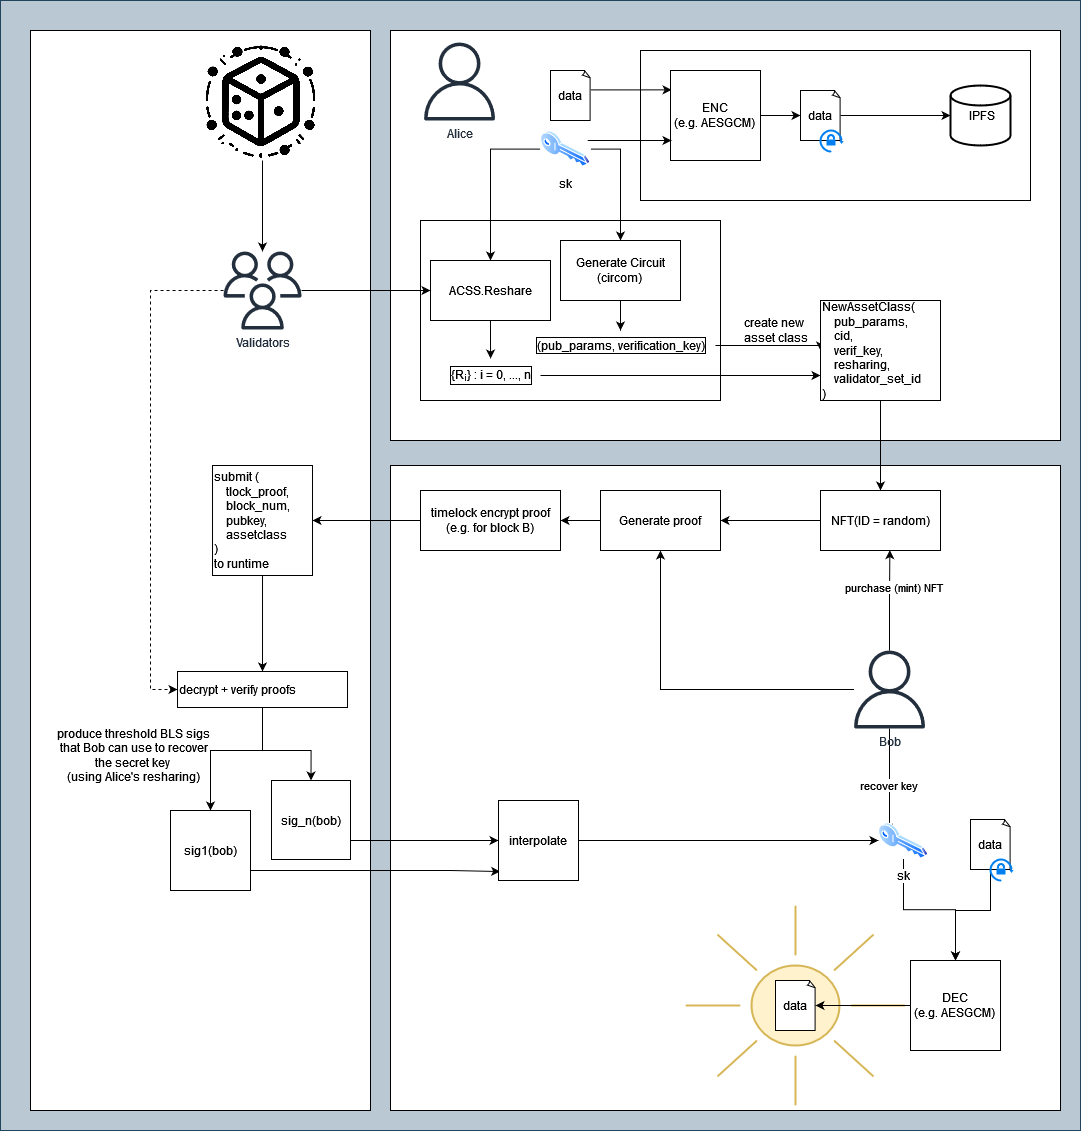 Alice
data
ENC
(e.g. AESGCM)
data
IPFS
sk
Validators
ACSS.Reshare
Generate Circuit
(circom)
(pub_params, verification_key)
{Rᵢ} : i = 0, ..., n
create new
asset class
NewAssetClass(
pub_params,
cid,
verif_key,
resharing,
validator_set_id
)
submit (
tlock_proof,
block_num,
pubkey,
assetclass
)
to runtime
timelock encrypt proof
(e.g. for block B)
Generate proof
NFT(ID = random)
purchase (mint) NFT
decrypt + verify proofs
Bob
produce threshold BLS sigs
that Bob can use to recover
the secret key
(using Alice's resharing)
sig_n(bob)
sig1(bob)
interpolate
recover key
sk
data
DEC
(e.g. AESGCM)
data